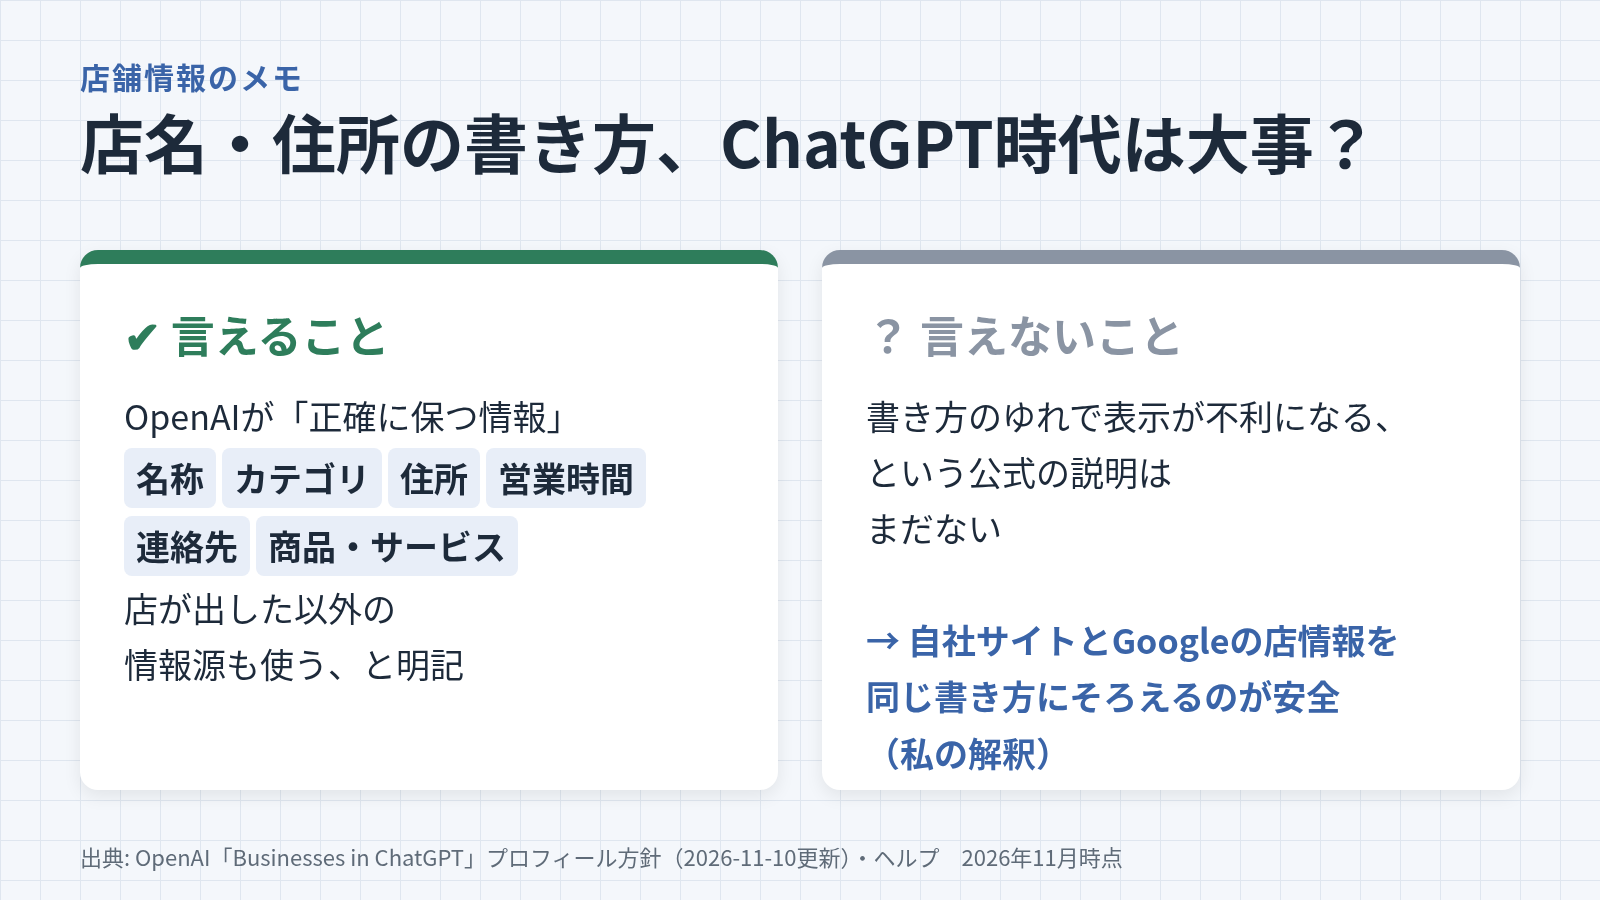 店舗情報のメモ
店名・住所の書き方、ChatGPT時代は大事？
✔ 言えること
OpenAIが「正確に保つ情報」
名称 カテゴリ 住所 営業時間
連絡先 商品・サービス
店が出した以外の
情報源も使う、と明記
？ 言えないこと
書き方のゆれで表示が不利になる、
という公式の説明は
まだない
→ 自社サイトとGoogleの店情報を
同じ書き方にそろえるのが安全
（私の解釈）
出典: OpenAI「Businesses in ChatGPT」プロフィール方針（2026-11-10更新）・ヘルプ　2026年11月時点